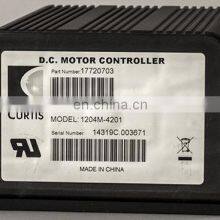 D.C. MOTOR CONTROLLER
Part Number: 17720703
CURTIS
MODEL: 1204M-4201
Serial Number: 14319C.003671
MADE IN CHINA